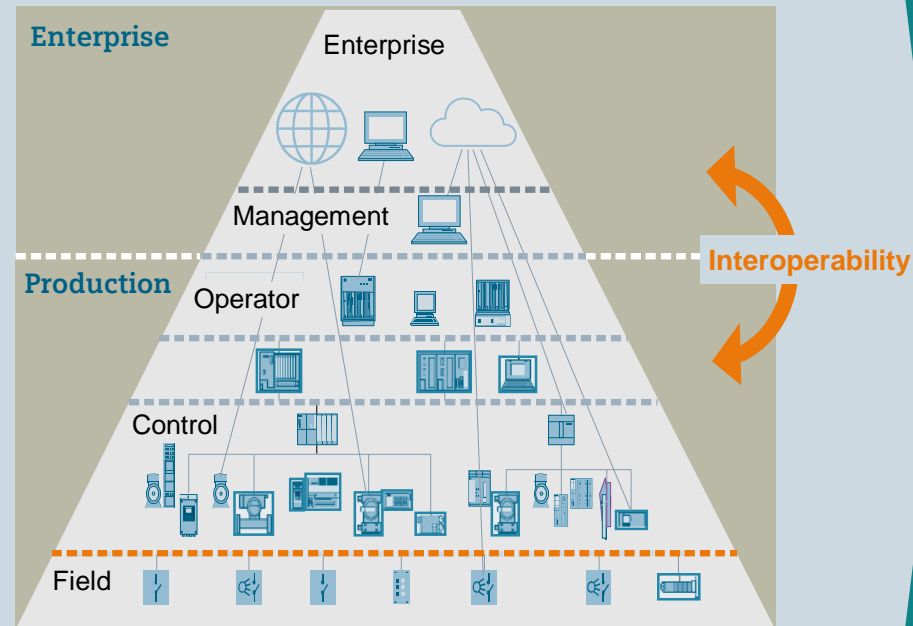 Enterprise
Enterprise
Management
Interoperability
Production
Operator
Control
Field